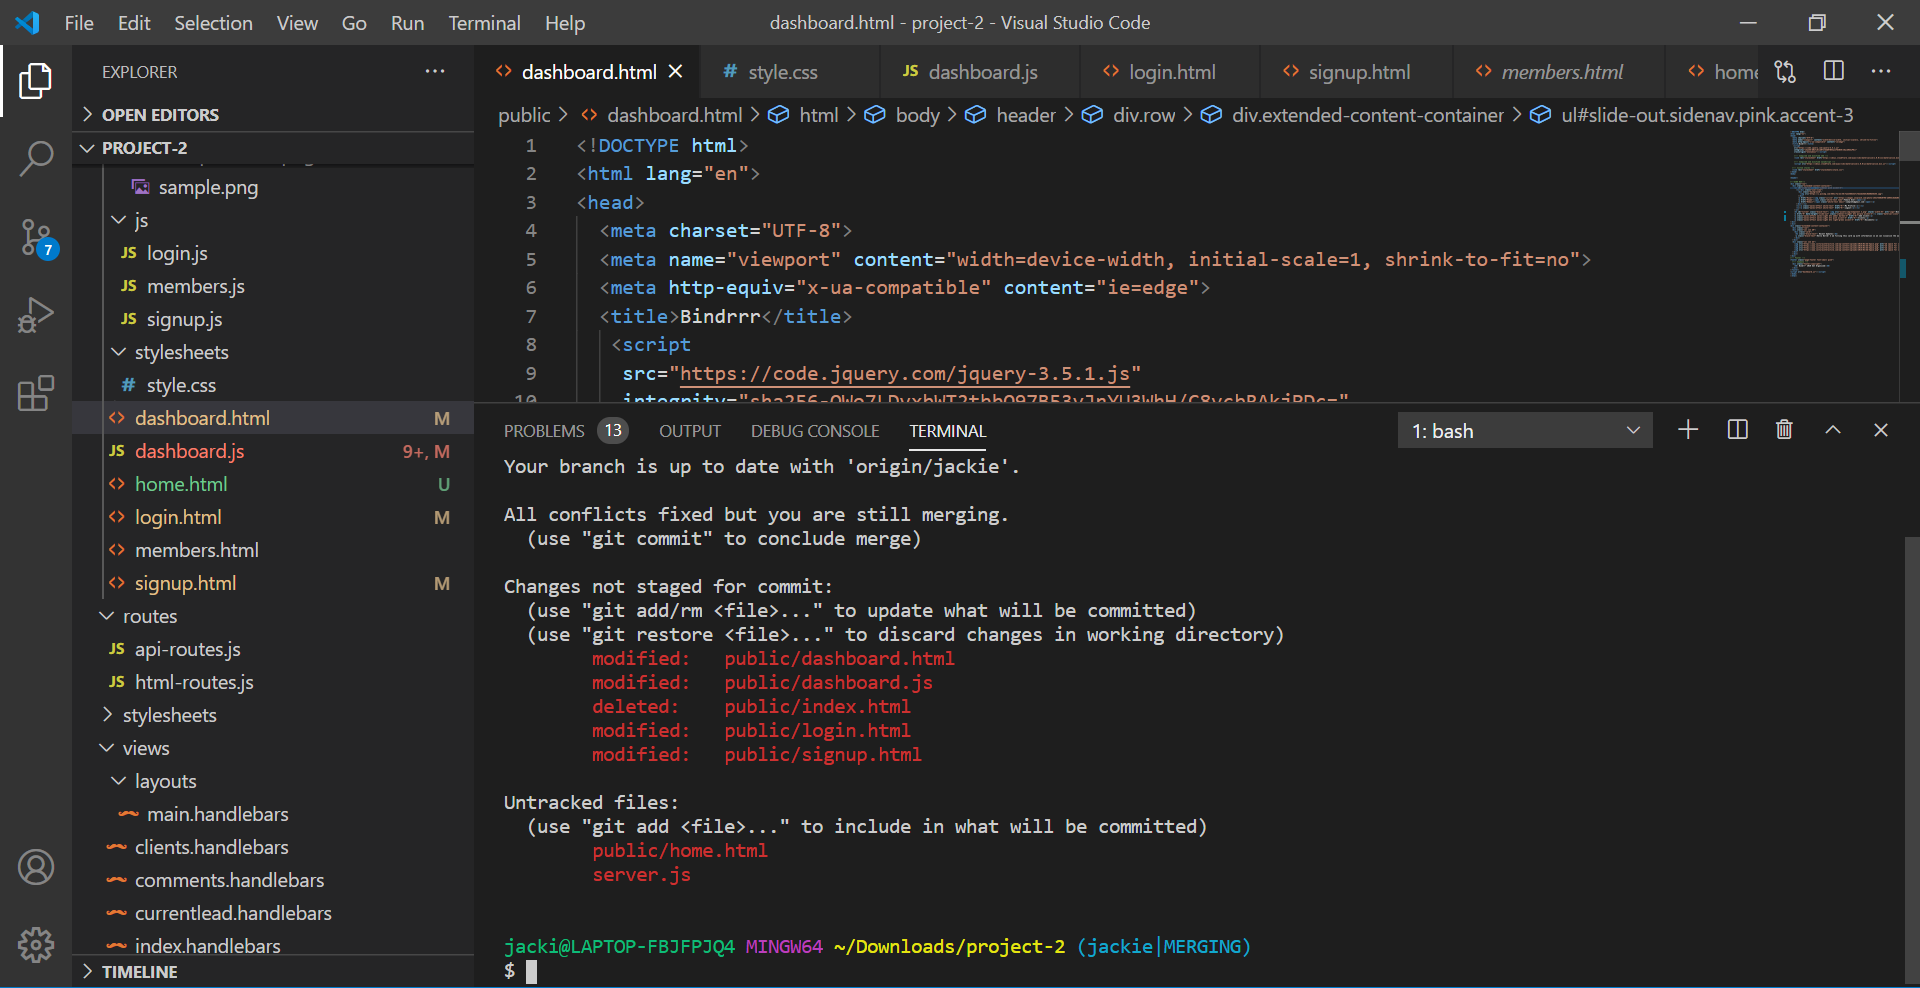 File Edit Selection View Go Run Terminal Help
dashboard.html - project-2 - Visual Studio Code
EXPLORER
OPEN EDITORS
PROJECT-2
sample.png
js
JS login.js
JS members.js
JS signup.js
stylesheets
# style.css
<> dashboard.html M
JS dashboard.js 9+, M
<> home.html U
<> login.html M
<> members.html
<> signup.html M
routes
JS api-routes.js
JS html-routes.js
stylesheets
views
layouts
main.handlebars
clients.handlebars
comments.handlebars
currentlead.handlebars
index.handlebars
TIMELINE
7
<> dashboard.html # style.css JS dashboard.js <> login.html <> signup.html <> members.html <> home
public > <> dashboard.html > html > body > header > div.row > div.extended-content-container > ul#slide-out.sidenav.pink.accent-3
1 <!DOCTYPE html>
2 <html lang="en">
3 <head>
4 <meta charset="UTF-8">
5 <meta name="viewport" content="width=device-width, initial-scale=1, shrink-to-fit=no">
6 <meta http-equiv="x-ua-compatible" content="ie=edge">
7 <title>Bindrrr</title>
8 <script
9 src="https://code.jquery.com/jquery-3.5.1.js"
10
PROBLEMS 13 OUTPUT DEBUG CONSOLE TERMINAL 1: bash
Your branch is up to date with 'origin/jackie'.
All conflicts fixed but you are still merging.
(use "git commit" to conclude merge)
Changes not staged for commit:
(use "git add/rm <file>..." to update what will be committed)
(use "git restore <file>..." to discard changes in working directory)
modified: public/dashboard.html
modified: public/dashboard.js
deleted: public/index.html
modified: public/login.html
modified: public/signup.html
Untracked files:
(use "git add <file>..." to include in what will be committed)
public/home.html
server.js
jacki@LAPTOP-FBJFPJQ4 MINGW64 ~/Downloads/project-2 (jackie|MERGING)
$